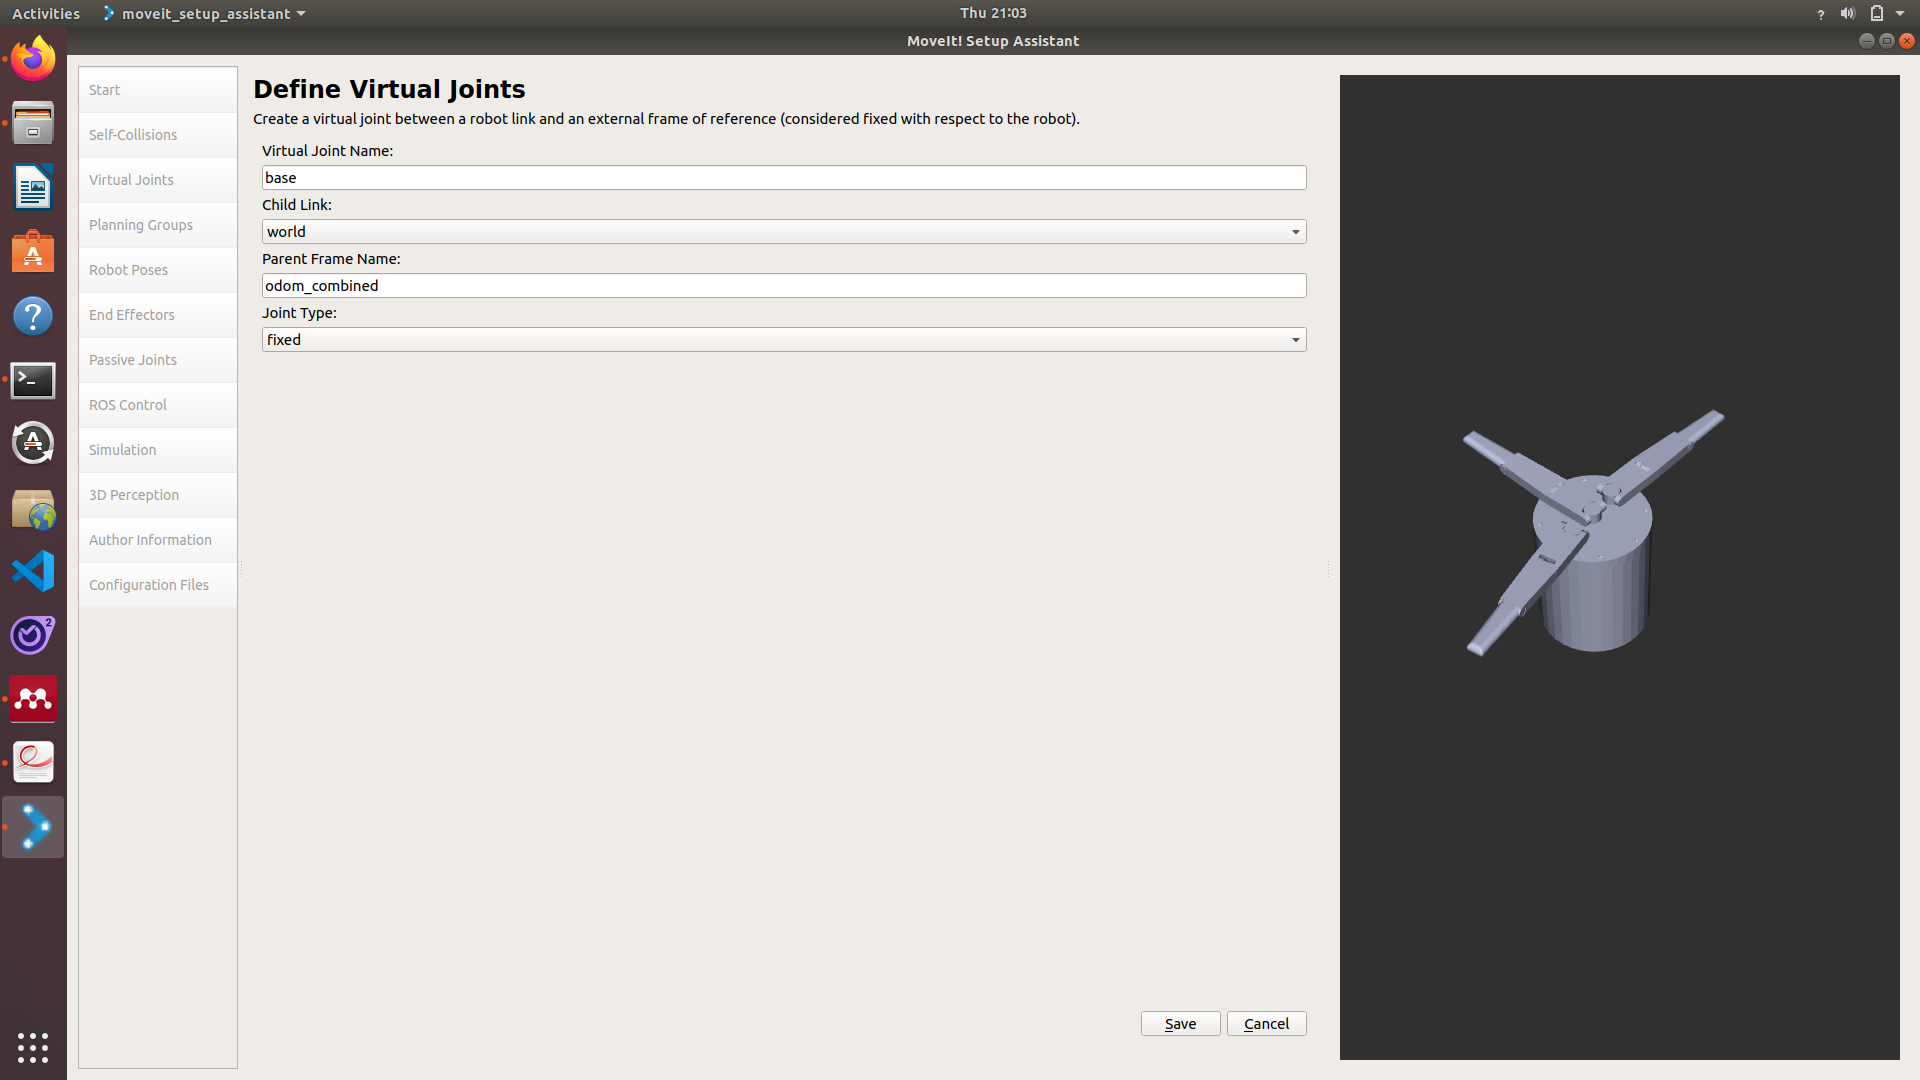 Activities
moveit_setup_assistant
Thu 21:03
?
MoveIt! Setup Assistant
Start
Self-Collisions
Virtual Joints
Planning Groups
Robot Poses
End Effectors
Passive Joints
ROS Control
Simulation
3D Perception
Author Information
Configuration Files
Define Virtual Joints
Create a virtual joint between a robot link and an external frame of reference (considered fixed with respect to the robot).
Virtual Joint Name:
base
Child Link:
world
Parent Frame Name:
odom_combined
Joint Type:
fixed
Save
Cancel